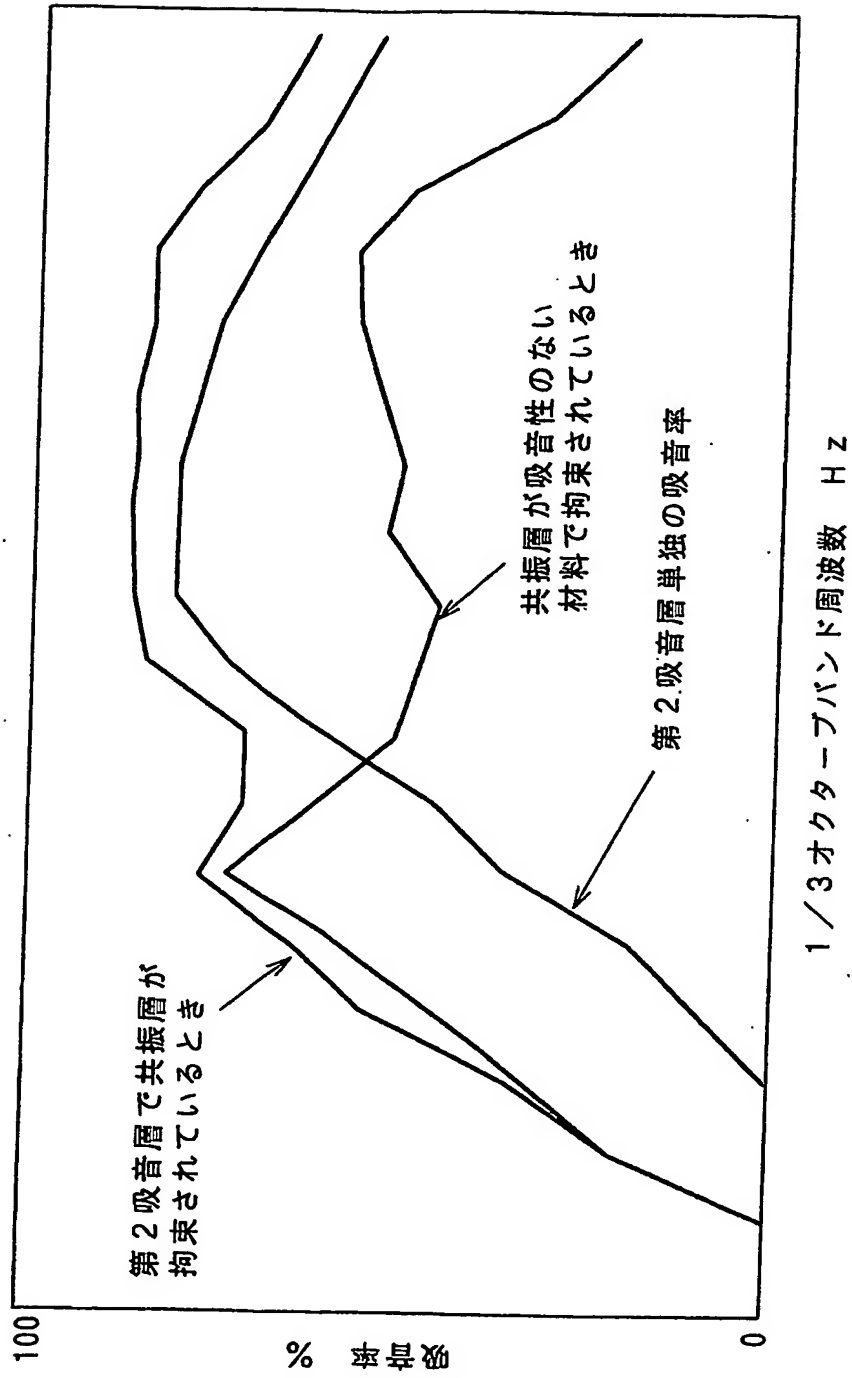 100
吸音率 %
0
第2吸音層で共振層が
拘束されているとき
共振層が吸音性のない
材料で拘束されているとき
第2.吸音層単独の吸音率
1/3オクターブバンド周波数 Hz